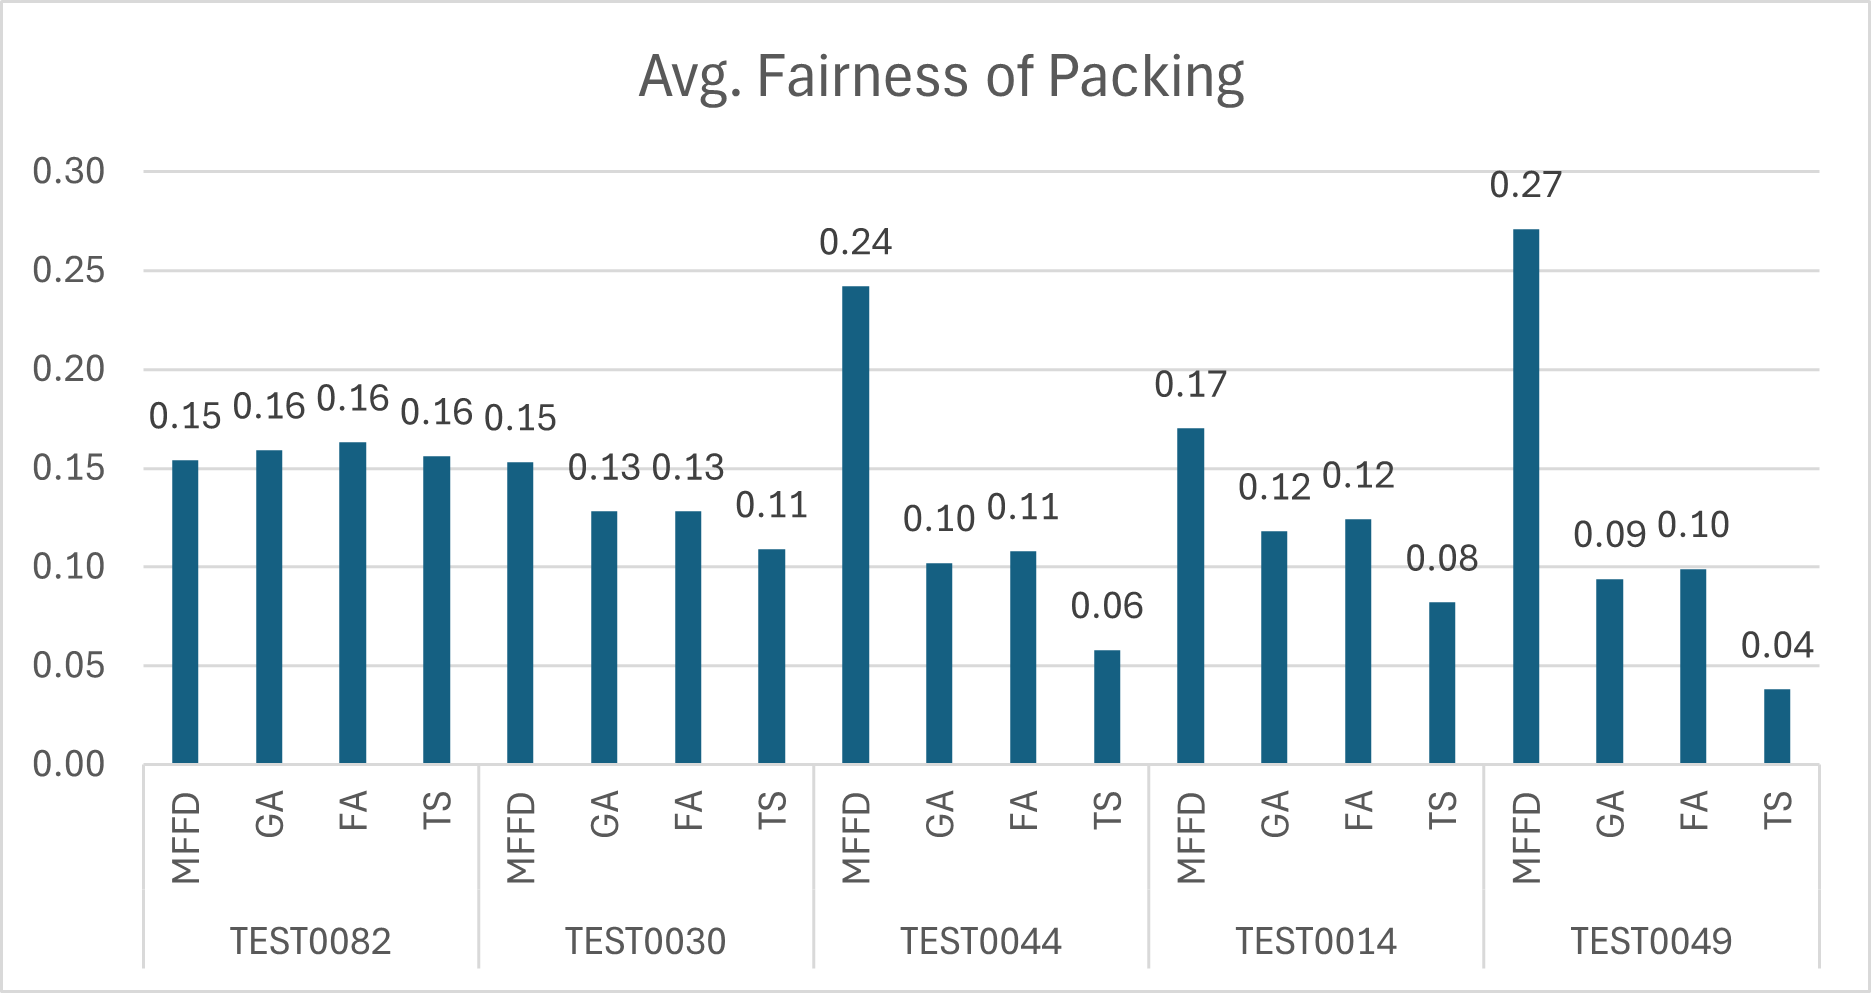 Avg. Fairness of Packing
0.30
0.25
0.20
0.15
0.10
0.05
0.00
0.15
0.16
0.16
0.16
0.15
0.13
0.13
0.11
0.24
0.10
0.11
0.06
0.17
0.12
0.12
0.08
0.27
0.09
0.10
0.04
MFFD
GA
FA
TS
MFFD
GA
FA
TS
MFFD
GA
FA
TS
MFFD
GA
FA
TS
MFFD
GA
FA
TS
TEST0082
TEST0030
TEST0044
TEST0014
TEST0049